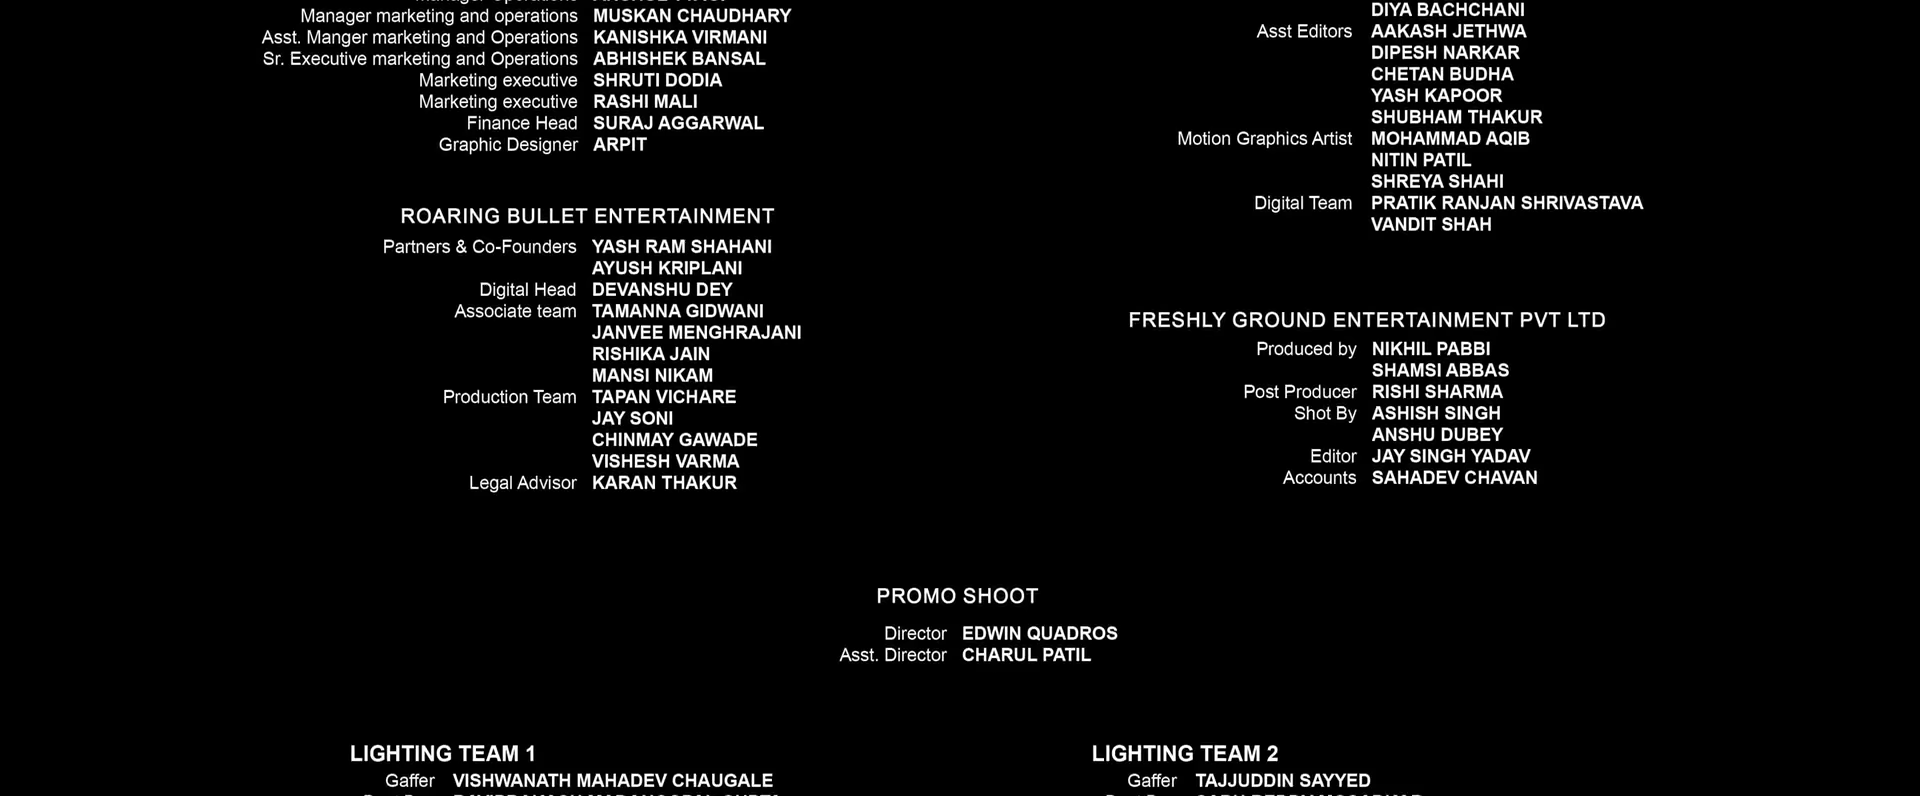 Manager marketing and operations MUSKAN CHAUDHARY
Asst. Manger marketing and Operations KANISHKA VIRMANI
Sr. Executive marketing and Operations ABHISHEK BANSAL
Marketing executive SHRUTI DODIA
Marketing executive RASHI MALI
Finance Head SURAJ AGGARWAL
Graphic Designer ARPIT
ROARING BULLET ENTERTAINMENT
Partners & Co-Founders YASH RAM SHAHANI
AYUSH KRIPLANI
Digital Head DEVANSHU DEY
Associate team TAMANNA GIDWANI
JANVEE MENGHRAJANI
RISHIKA JAIN
MANSI NIKAM
Production Team TAPAN VICHARE
JAY SONI
CHINMAY GAWADE
VISHESH VARMA
Legal Advisor KARAN THAKUR
DIYA BACHCHANI
Asst Editors AAKASH JETHWA
DIPESH NARKAR
CHETAN BUDHA
YASH KAPOOR
SHUBHAM THAKUR
Motion Graphics Artist MOHAMMAD AQIB
NITIN PATIL
SHREYA SHAHI
Digital Team PRATIK RANJAN SHRIVASTAVA
VANDIT SHAH
FRESHLY GROUND ENTERTAINMENT PVT LTD
Produced by NIKHIL PABBI
SHAMSI ABBAS
Post Producer RISHI SHARMA
Shot By ASHISH SINGH
ANSHU DUBEY
Editor JAY SINGH YADAV
Accounts SAHADEV CHAVAN
PROMO SHOOT
Director EDWIN QUADROS
Asst. Director CHARUL PATIL
LIGHTING TEAM 1
Gaffer VISHWANATH MAHADEV CHAUGALE
LIGHTING TEAM 2
Gaffer TAJJUDDIN SAYYED